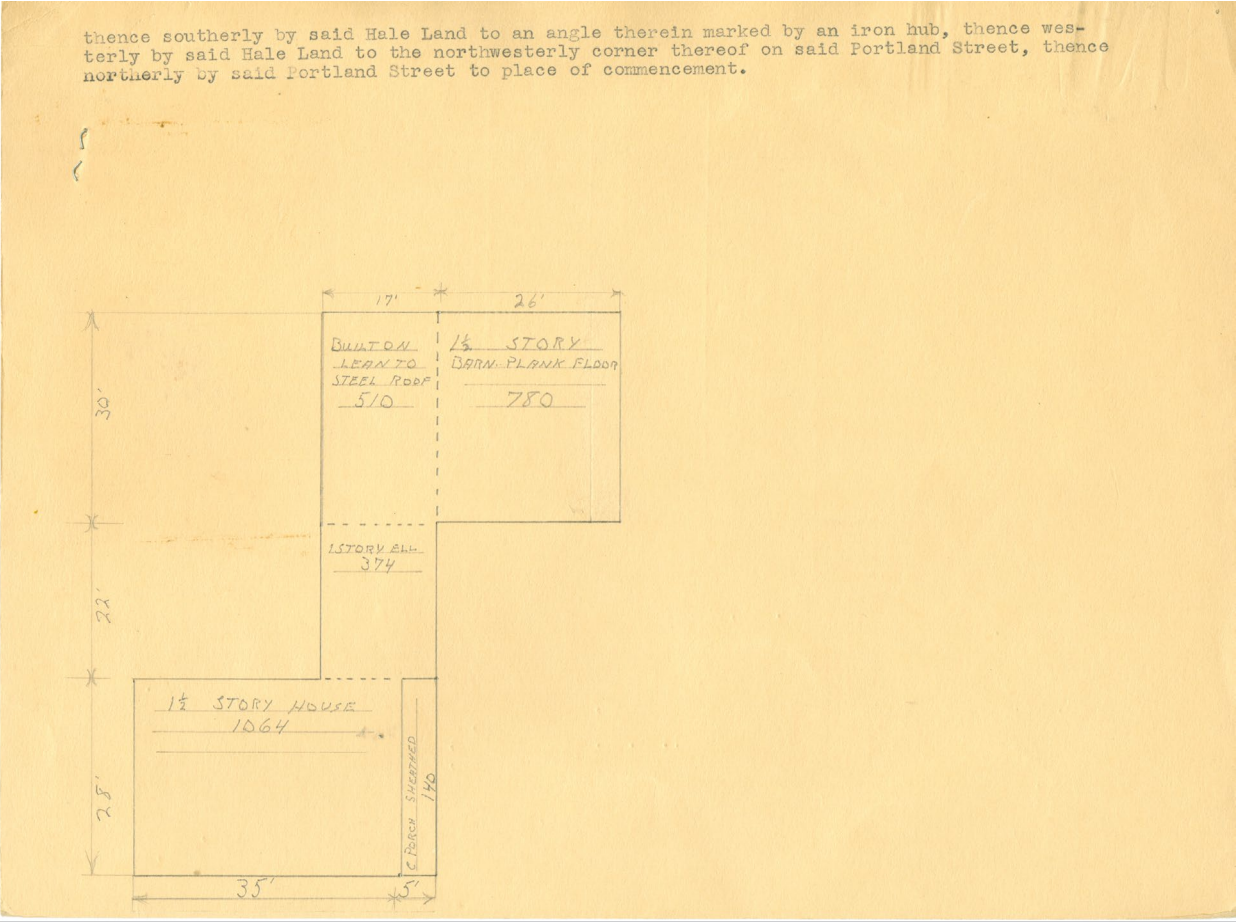 thence southerly by said Hale Land to an angle therein marked by an iron hub, thence wes-
terly by said Hale Land to the northwesterly corner thereof on said Portland Street, thence
northerly by said Portland Street to place of commencement.
17' 26'
BUILT ON
LEAN TO
STEEL ROOF
510
1½ STORY
BARN PLANK FLOOR
780
30'
1 STORY ELL
374
22'
1½ STORY HOUSE
1064
C PORCH SHEATHED
140
28'
35' 5'